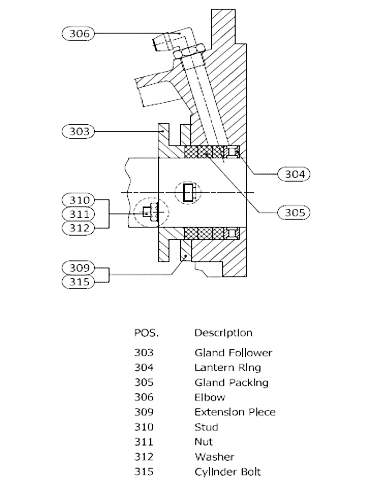 306
303
304
310
311
305
312
309
315
POS. Description
303 Gland Follower
304 Lantern Ring
305 Gland Packing
306 Elbow
309 Extension Piece
310 Stud
311 Nut
312 Washer
315 Cylinder Bolt